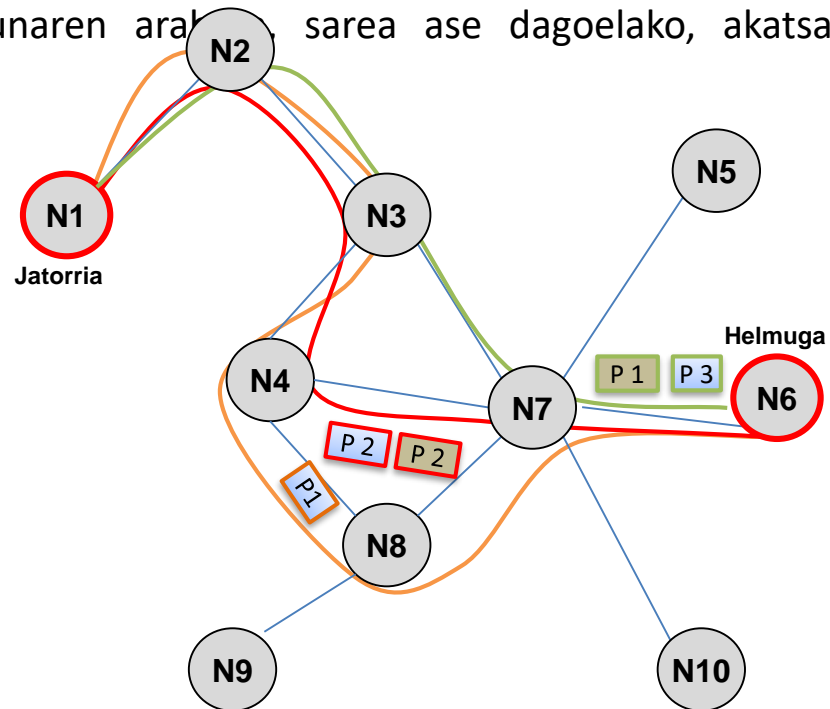 sarea ase dagoelako, akatsa
N2
N5
N1
N3
Jatorria
Helmuga
P 1 P 3
N4
N7
N6
P 2 P 2
P1
N8
N9
N10